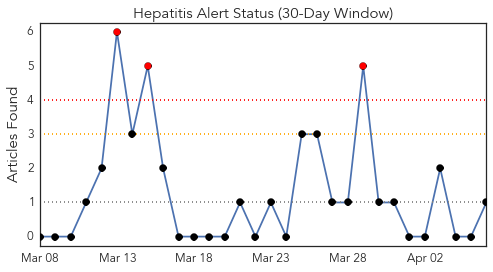 Hepatitis Alert Status (30-Day Window)
Articles Found
6
5
4
3
2
1
0
Mar 08 Mar 13 Mar 18 Mar 23 Mar 28 Apr 02